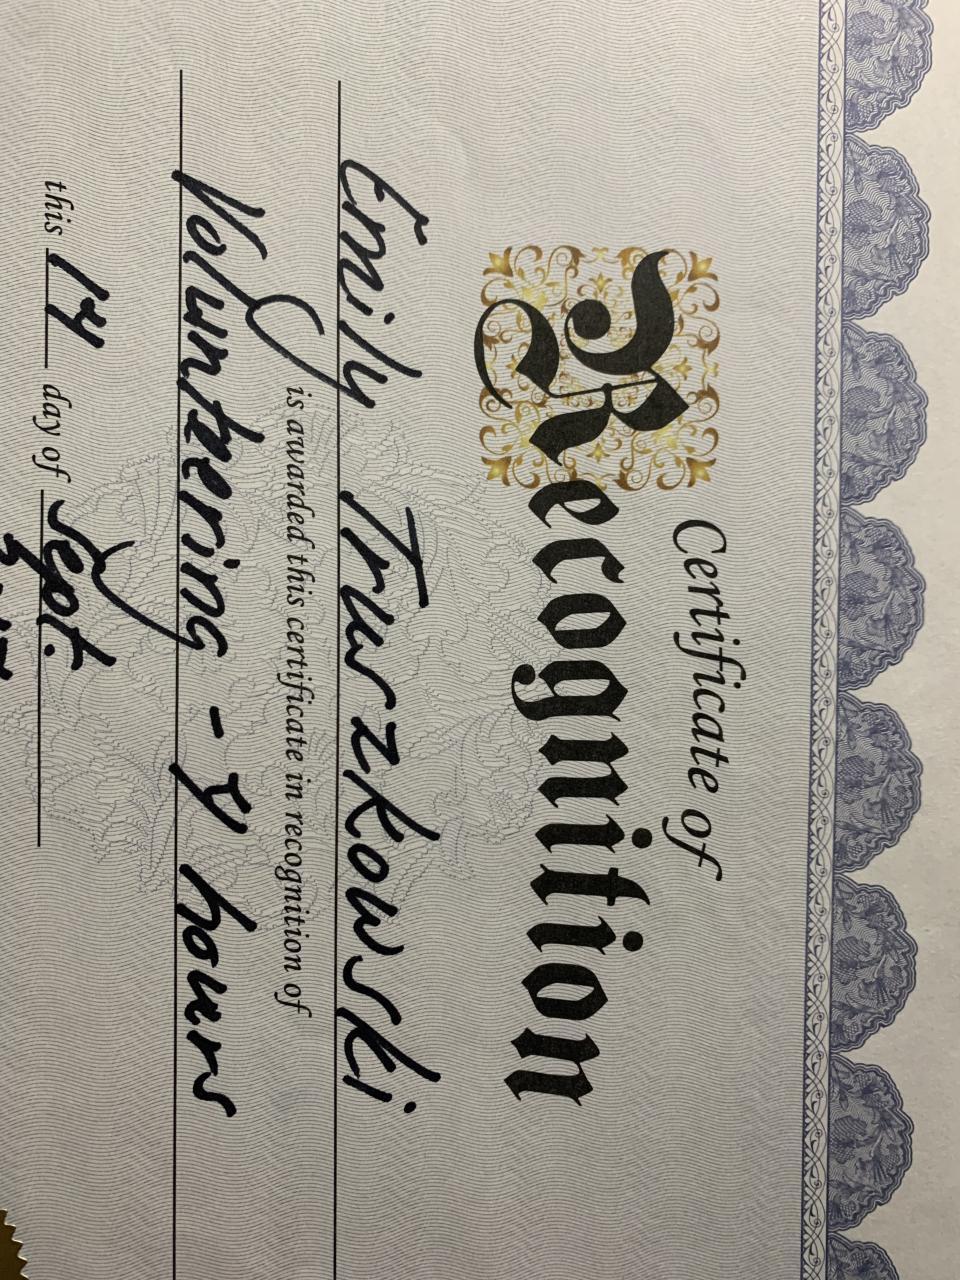 Certificate of
Recognition
Emily Truszkowski
is awarded this certificate in recognition of
Volunteering - 4 hours
this 14 day of Sept.